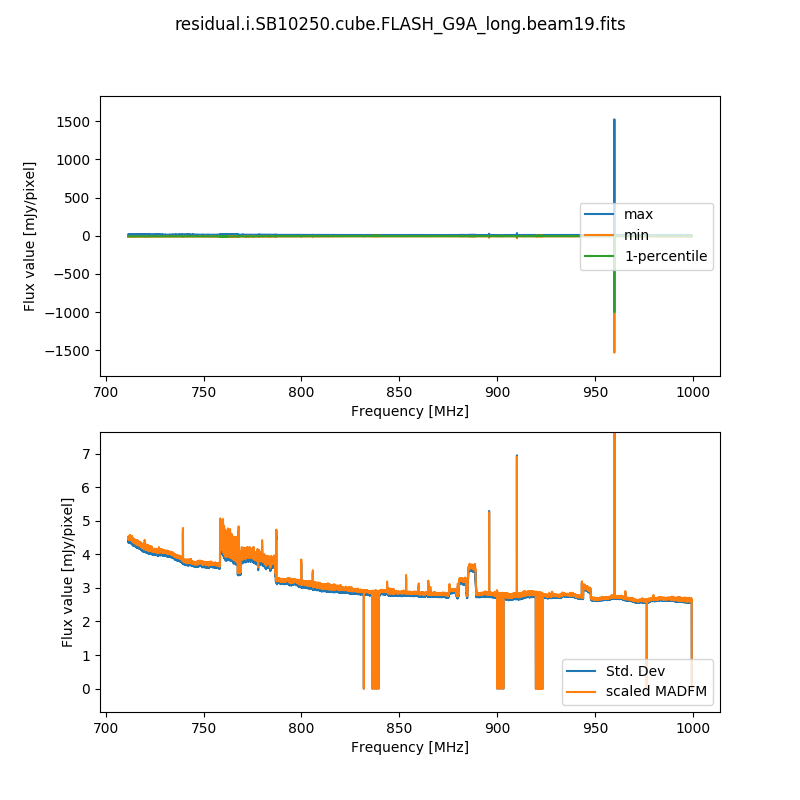 residual.i.SB10250.cube.FLASH_G9A_long.beam19.fits
Flux value [mJy/pixel]
1500
1000
500
0
−500
−1000
−1500
max
min
1-percentile
700 750 800 850 900 950 1000
Frequency [MHz]
Flux value [mJy/pixel]
7
6
5
4
3
2
1
0
Std. Dev
scaled MADFM
700 750 800 850 900 950 1000
Frequency [MHz]